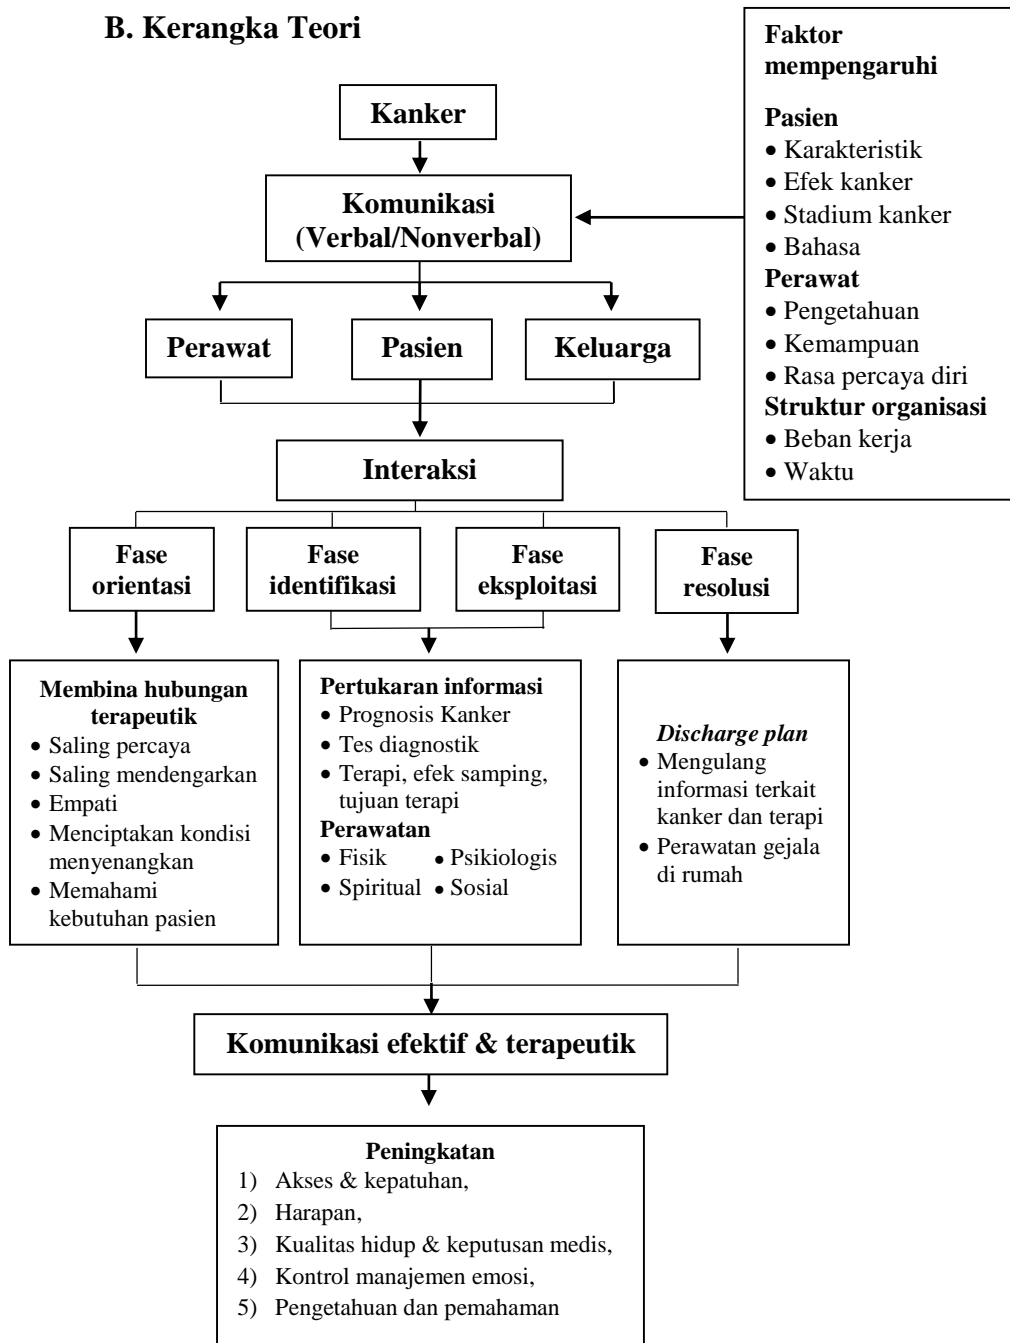 B. Kerangka Teori
Faktor
mempengaruhi
Pasien
• Karakteristik
• Efek kanker
• Stadium kanker
• Bahasa
Perawat
• Pengetahuan
• Kemampuan
• Rasa percaya diri
Struktur organisasi
• Beban kerja
• Waktu
Kanker
Komunikasi
(Verbal/Nonverbal)
Perawat
Pasien
Keluarga
Interaksi
Fase
orientasi
Fase
identifikasi
Fase
eksploitasi
Fase
resolusi
Membina hubungan
terapeutik
• Saling percaya
• Saling mendengarkan
• Empati
• Menciptakan kondisi
menyenangkan
• Memahami
kebutuhan pasien
Pertukaran informasi
• Prognosis Kanker
• Tes diagnostik
• Terapi, efek samping,
tujuan terapi
Perawatan
• Fisik • Psikiologis
• Spiritual • Sosial
Discharge plan
• Mengulang
informasi terkait
kanker dan terapi
• Perawatan gejala
di rumah
Komunikasi efektif & terapeutik
Peningkatan
1) Akses & kepatuhan,
2) Harapan,
3) Kualitas hidup & keputusan medis,
4) Kontrol manajemen emosi,
5) Pengetahuan dan pemahaman